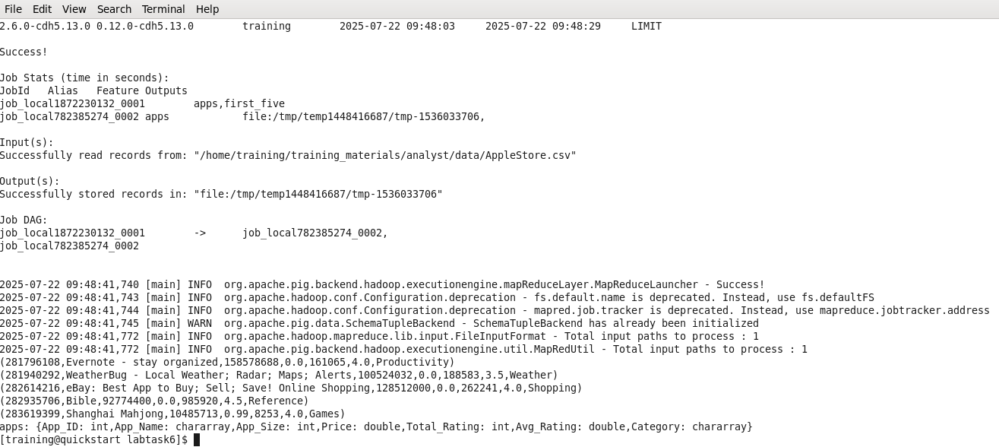 File Edit View Search Terminal Help
2.6.0-cdh5.13.0 0.12.0-cdh5.13.0 training 2025-07-22 09:48:03 2025-07-22 09:48:29 LIMIT
Success!
Job Stats (time in seconds):
JobId Alias Feature Outputs
job_local1872230132_0001 apps,first_five
job_local782385274_0002 apps file:/tmp/temp1448416687/tmp-1536033706,
Input(s):
Successfully read records from: "/home/training/training_materials/analyst/data/AppleStore.csv"
Output(s):
Successfully stored records in: "file:/tmp/temp1448416687/tmp-1536033706"
Job DAG:
job_local1872230132_0001 -> job_local782385274_0002,
job_local782385274_0002
2025-07-22 09:48:41,740 [main] INFO org.apache.pig.backend.hadoop.executionengine.mapReduceLayer.MapReduceLauncher - Success!
2025-07-22 09:48:41,743 [main] INFO org.apache.hadoop.conf.Configuration.deprecation - fs.default.name is deprecated. Instead, use fs.defaultFS
2025-07-22 09:48:41,744 [main] INFO org.apache.hadoop.conf.Configuration.deprecation - mapred.job.tracker is deprecated. Instead, use mapreduce.jobtracker.address
2025-07-22 09:48:41,745 [main] WARN org.apache.pig.data.SchemaTupleBackend - SchemaTupleBackend has already been initialized
2025-07-22 09:48:41,772 [main] INFO org.apache.hadoop.mapreduce.lib.input.FileInputFormat - Total input paths to process : 1
2025-07-22 09:48:41,772 [main] INFO org.apache.pig.backend.hadoop.executionengine.util.MapRedUtil - Total input paths to process : 1
(281796108,Evernote - stay organized,158578688,0.0,161065,4.0,Productivity)
(281940292,WeatherBug - Local Weather; Radar; Maps; Alerts,100524032,0.0,188583,3.5,Weather)
(282614216,eBay: Best App to Buy; Sell; Save! Online Shopping,128512000,0.0,262241,4.0,Shopping)
(282935706,Bible,92774400,0.0,985920,4.5,Reference)
(283619399,Shanghai Mahjong,10485713,0.99,8253,4.0,Games)
apps: {App_ID: int,App_Name: chararray,App_Size: int,Price: double,Total_Rating: int,Avg_Rating: double,Category: chararray}
[training@quickstart labtask6]$